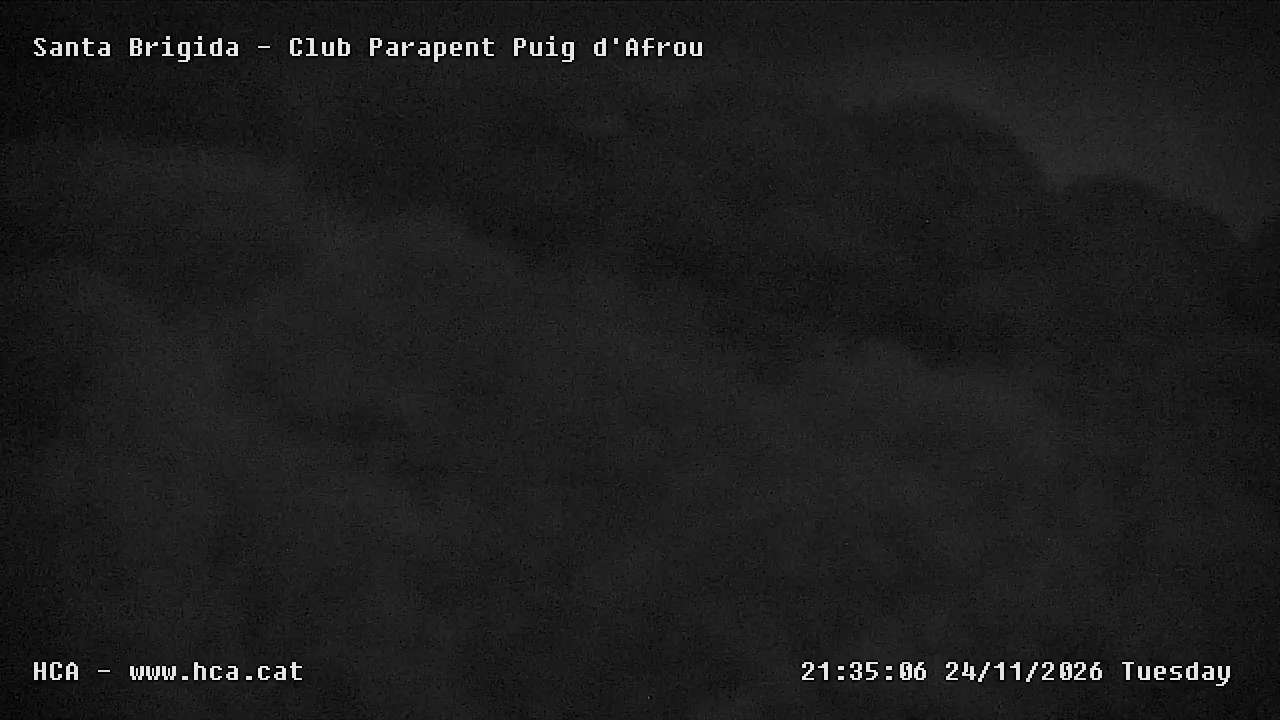 Santa Brigida - Club Parapent Puig d'Afrou
HCA - www.hca.cat
21:35:06 24/11/2026 Tuesday